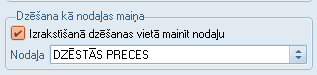 Dzēšana kā nodaļas maiņa
Izrakstīšanā dzēšanas vietā mainīt nodaļu
Nodaļa DZĒSTĀS PRECES